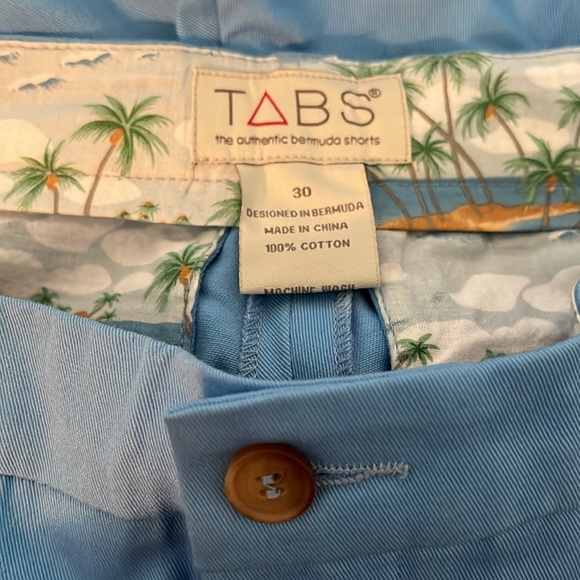 TABS®
the authentic bermuda shorts
30
DESIGNED IN BERMUDA
MADE IN CHINA
100% COTTON
MACHINE WASH